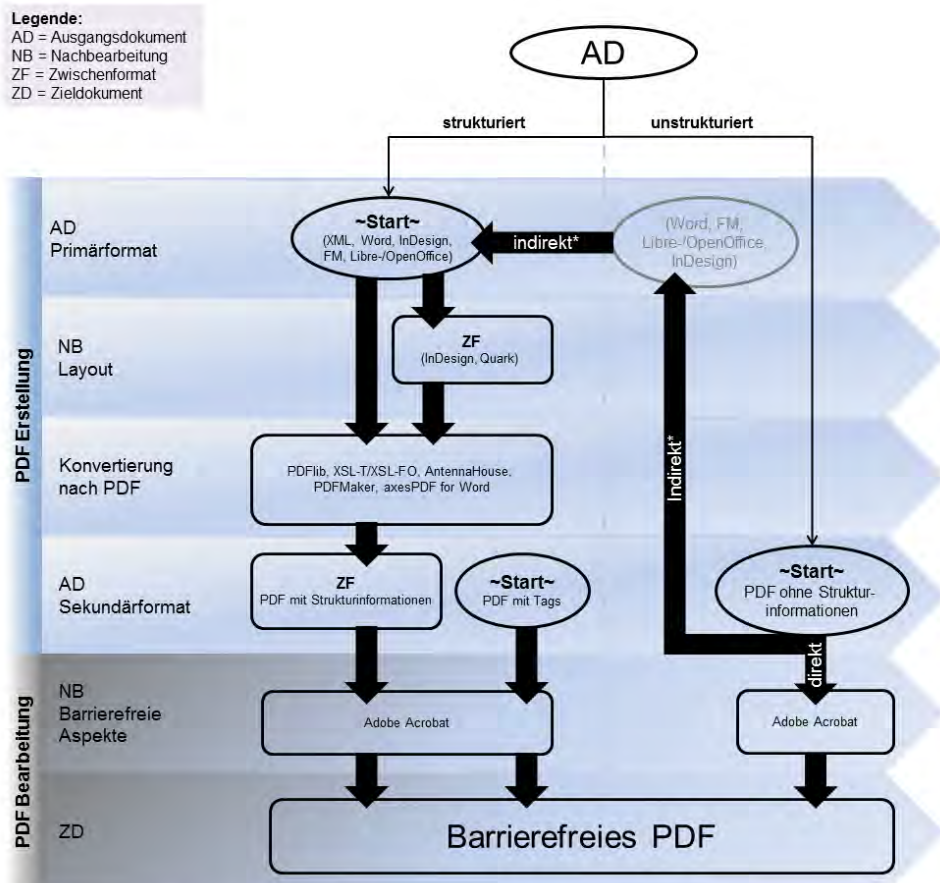 Legende:
AD = Ausgangsdokument
NB = Nachbearbeitung
ZF = Zwischenformat
ZD = Zieldokument
AD
strukturiert
unstrukturiert
PDF Erstellung
AD
Primärformat
~Start~
(XML, Word, InDesign,
FM, Libre-/OpenOffice)
indirekt*
(Word, FM,
Libre-/OpenOffice,
InDesign)
NB
Layout
ZF
(InDesign, Quark)
Indirekt*
Konvertierung
nach PDF
PDFlib, XSL-T/XSL-FO, AntennaHouse,
PDFMaker, axesPDF for Word
AD
Sekundärformat
ZF
PDF mit Strukturinformationen
~Start~
PDF mit Tags
~Start~
PDF ohne Struktur-
informationen
direkt
PDF Bearbeitung
NB
Barrierefreie
Aspekte
Adobe Acrobat
Adobe Acrobat
ZD
Barrierefreies PDF